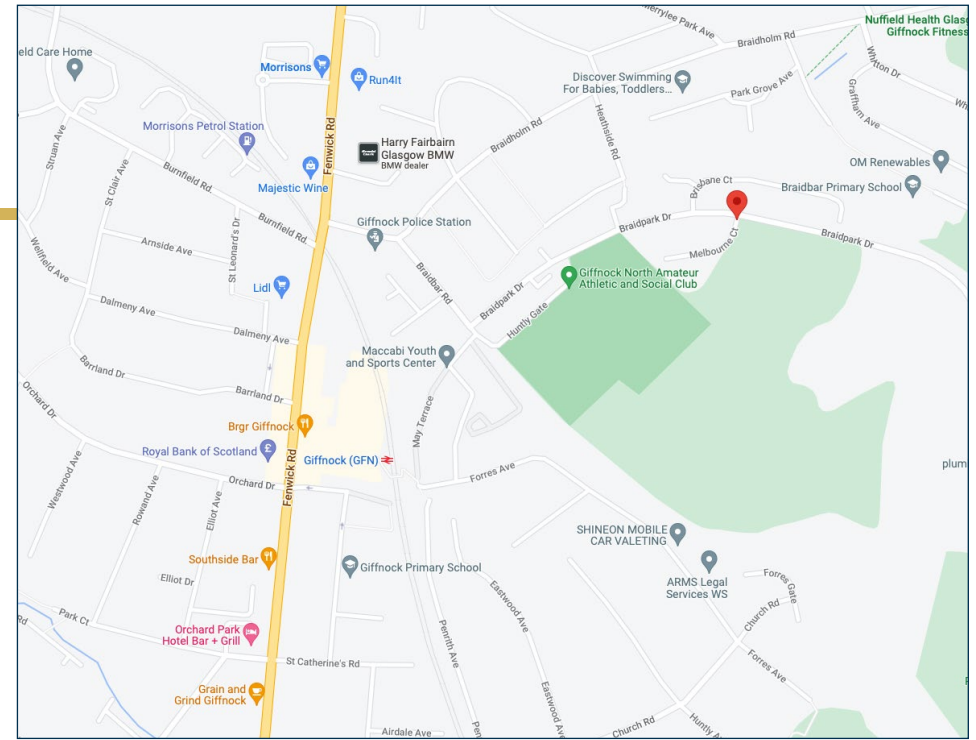 Merrylee Park Ave
Nuffield Health Glasg
Giffnock Fitness
Braidholm Rd
eld Care Home
Morrisons
Run4It
Discover Swimming
For Babies, Toddlers...
Whitton Dr
Park Grove Ave
Graffham Ave
Wh
Struan Ave
Morrisons Petrol Station
Fenwick Rd
Harry Fairbairn
Glasgow BMW
BMW dealer
Braidholm Rd
Heathside Rd
St Clair Ave
Burnfield Rd.
Majestic Wine
OM Renewables
Brisbane Ct
Braidbar Primary School
Burnfield Rd.
Giffnock Police Station
Braidpark Dr
Braidpark Dr
Wellfield Ave
Arnside Ave
St Leonard's Dr
Melbourne Ct
Lidl
Braidbar Rd
Giffnock North Amateur
Athletic and Social Club
Braidpark Dr
Huntly Gate
Dalmeny Ave
Dalmeny Ave
Maccabi Youth
and Sports Center
Barrland Dr
Orchard Dr
Barrland Dr
May Terrace
Brgr Giffnock
Royal Bank of Scotland
£
Giffnock (GFN)
Fenwick Rd
plum
Westwood Ave
Rowand Ave
Elliot Ave
Orchard Dr
Forres Ave
SHINEON MOBILE
CAR VALETING
Southside Bar
Giffnock Primary School
ARMS Legal
Services WS
Elliot Dr
Forres Gate
Eastwood Ave
Church Rd
Park Ct
Rd
Orchard Park
Hotel Bar + Grill
Penrith Ave
St Catherine's Rd
Forres Ave
Grain and
Grind Giffnock
Eastwood Ave
Pen
Airdale Ave
Church Rd
Huntly